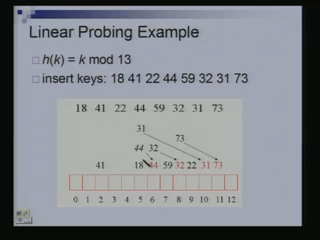 Linear Probing Example
h(k) = k mod 13
insert keys: 18 41 22 44 59 32 31 73
18 41 22 44 59 32 31 73
31
73
44 32
41 18 44 59 32 22 31 73
0 1 2 3 4 5 6 7 8 9 10 11 12